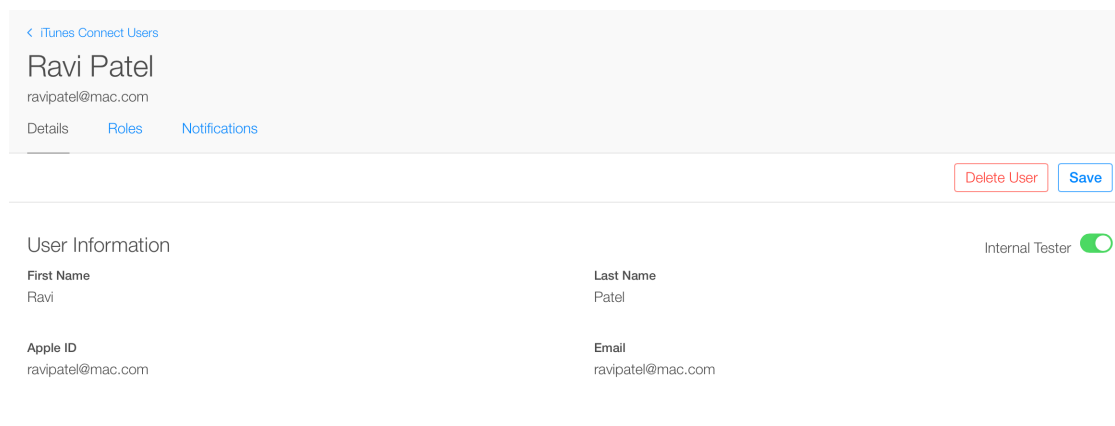 iTunes Connect Users
Ravi Patel
ravipatel@mac.com
Details Roles Notifications
Delete User Save
User Information Internal Tester
First Name Last Name
Ravi Patel
Apple ID Email
ravipatel@mac.com ravipatel@mac.com